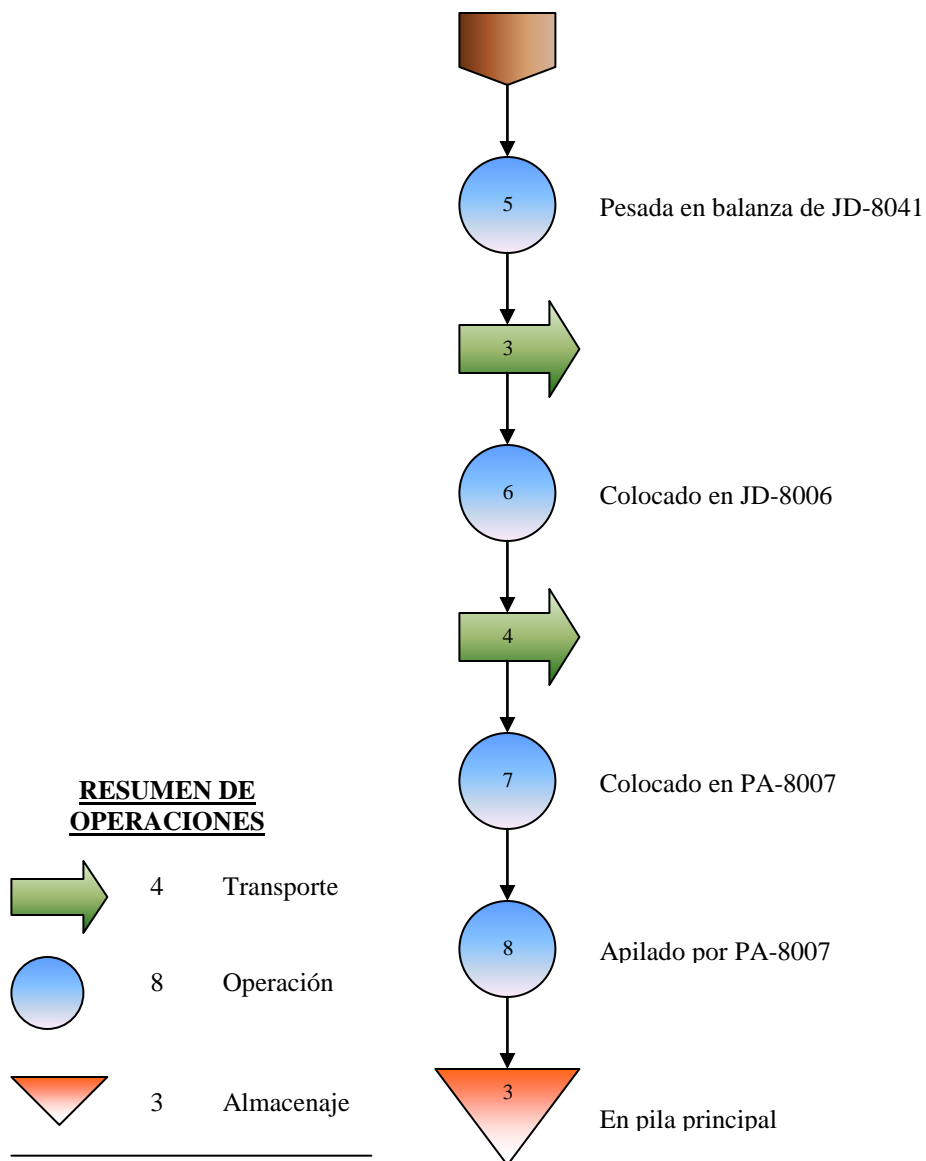 5 Pesada en balanza de JD-8041
3
6 Colocado en JD-8006
4
7 Colocado en PA-8007
8 Apilado por PA-8007
3 En pila principal
RESUMEN DE
OPERACIONES
4 Transporte
8 Operación
3 Almacenaje